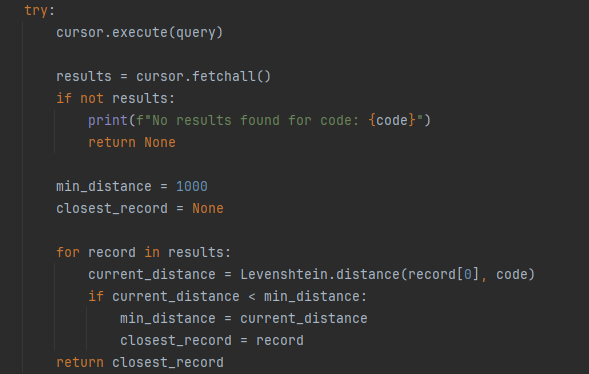 try:
    cursor.execute(query)

    results = cursor.fetchall()
    if not results:
        print(f"No results found for code: {code}")
        return None

    min_distance = 1000
    closest_record = None

    for record in results:
        current_distance = Levenshtein.distance(record[0], code)
        if current_distance < min_distance:
            min_distance = current_distance
            closest_record = record
    return closest_record